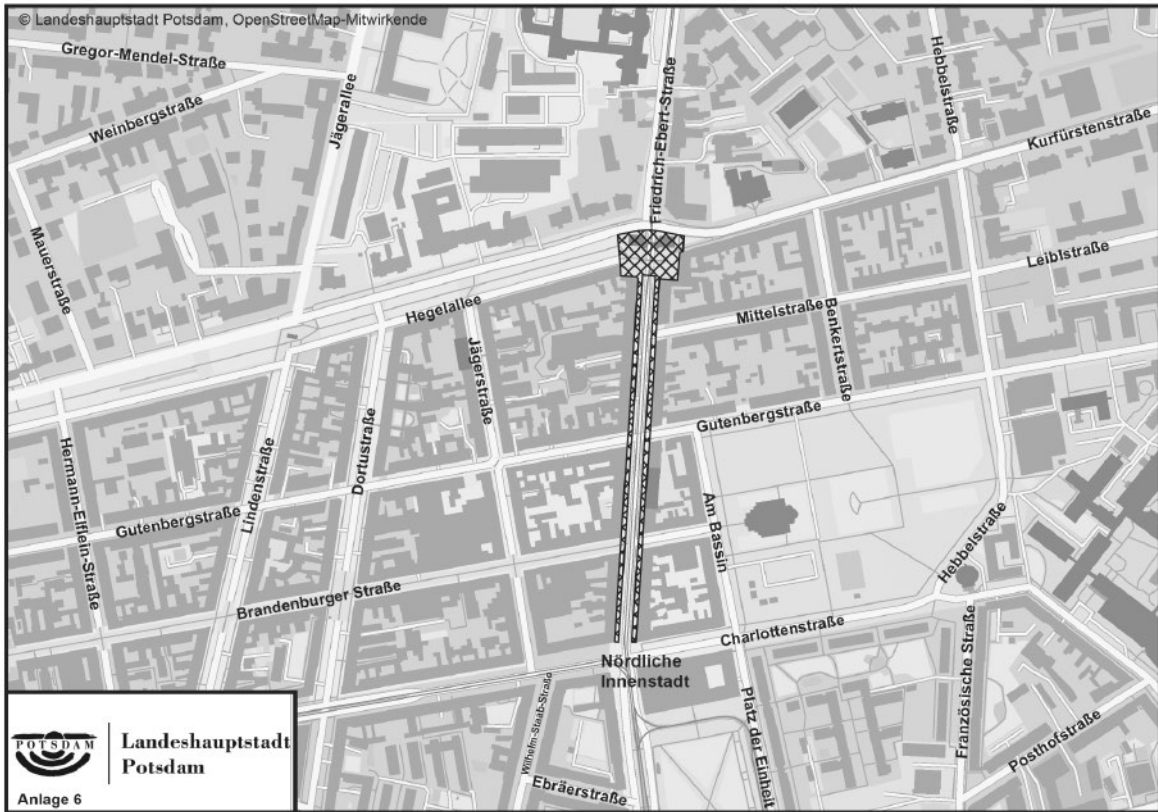 © Landeshauptstadt Potsdam, OpenStreetMap-Mitwirkende
Gregor-Mendel-Straße
Weinbergstraße
Jägerallee
Friedrich-Ebert-Straße
Hebbelstraße
Kurfürstenstraße
Mauerstraße
Hegelallee
Jägerstraße
Mittelstraße
Benkertstraße
Leiblstraße
Gutenbergstraße
Hermann-Elflein-Straße
Lindenstraße
Dortustraße
Gutenbergstraße
Am Bassin
Hebbelstraße
Brandenburger Straße
Charlottenstraße
Nördliche
Innenstadt
Wilhelm-Staab-Straße
Platz der Einheit
Französische Straße
Posthofstraße
Ebräerstraße
POTSDAM
Landeshauptstadt
Potsdam
Anlage 6